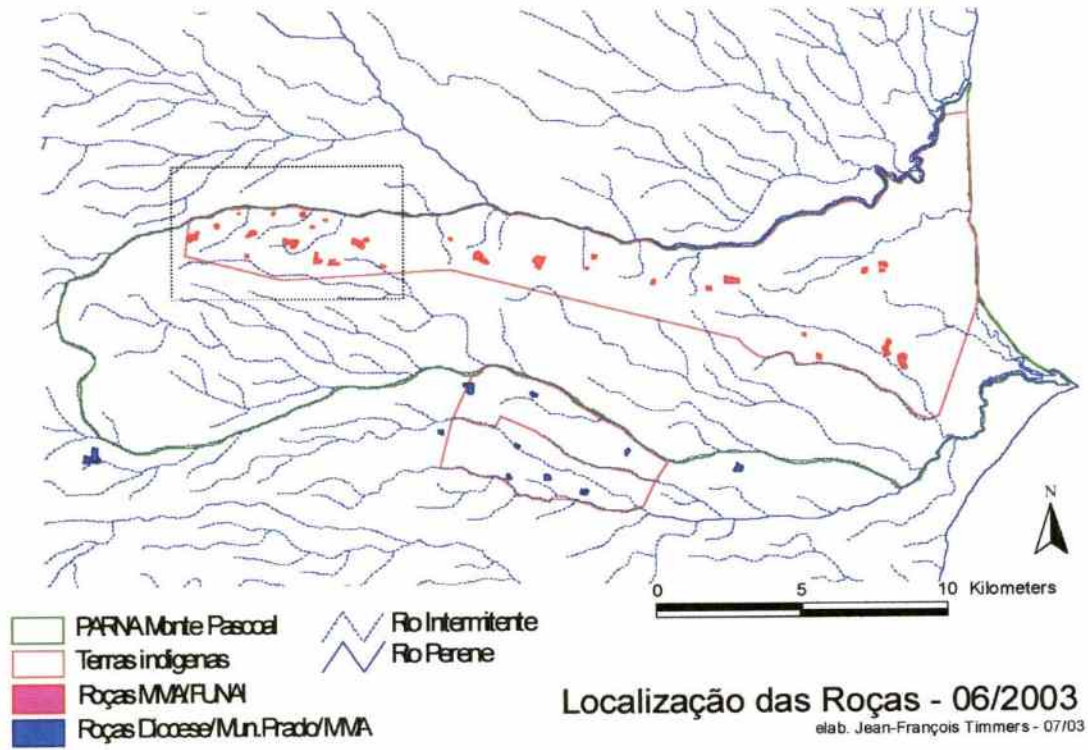 N
0 5 10 Kilometers
PARNA Monte Pascoal
Terras indígenas
Roças MMA/FUNAI
Roças Diocese/Mun.Prado/MMA
Rio Intermitente
Rio Perene
Localização das Roças - 06/2003
elab. Jean-François Timmers - 07/03